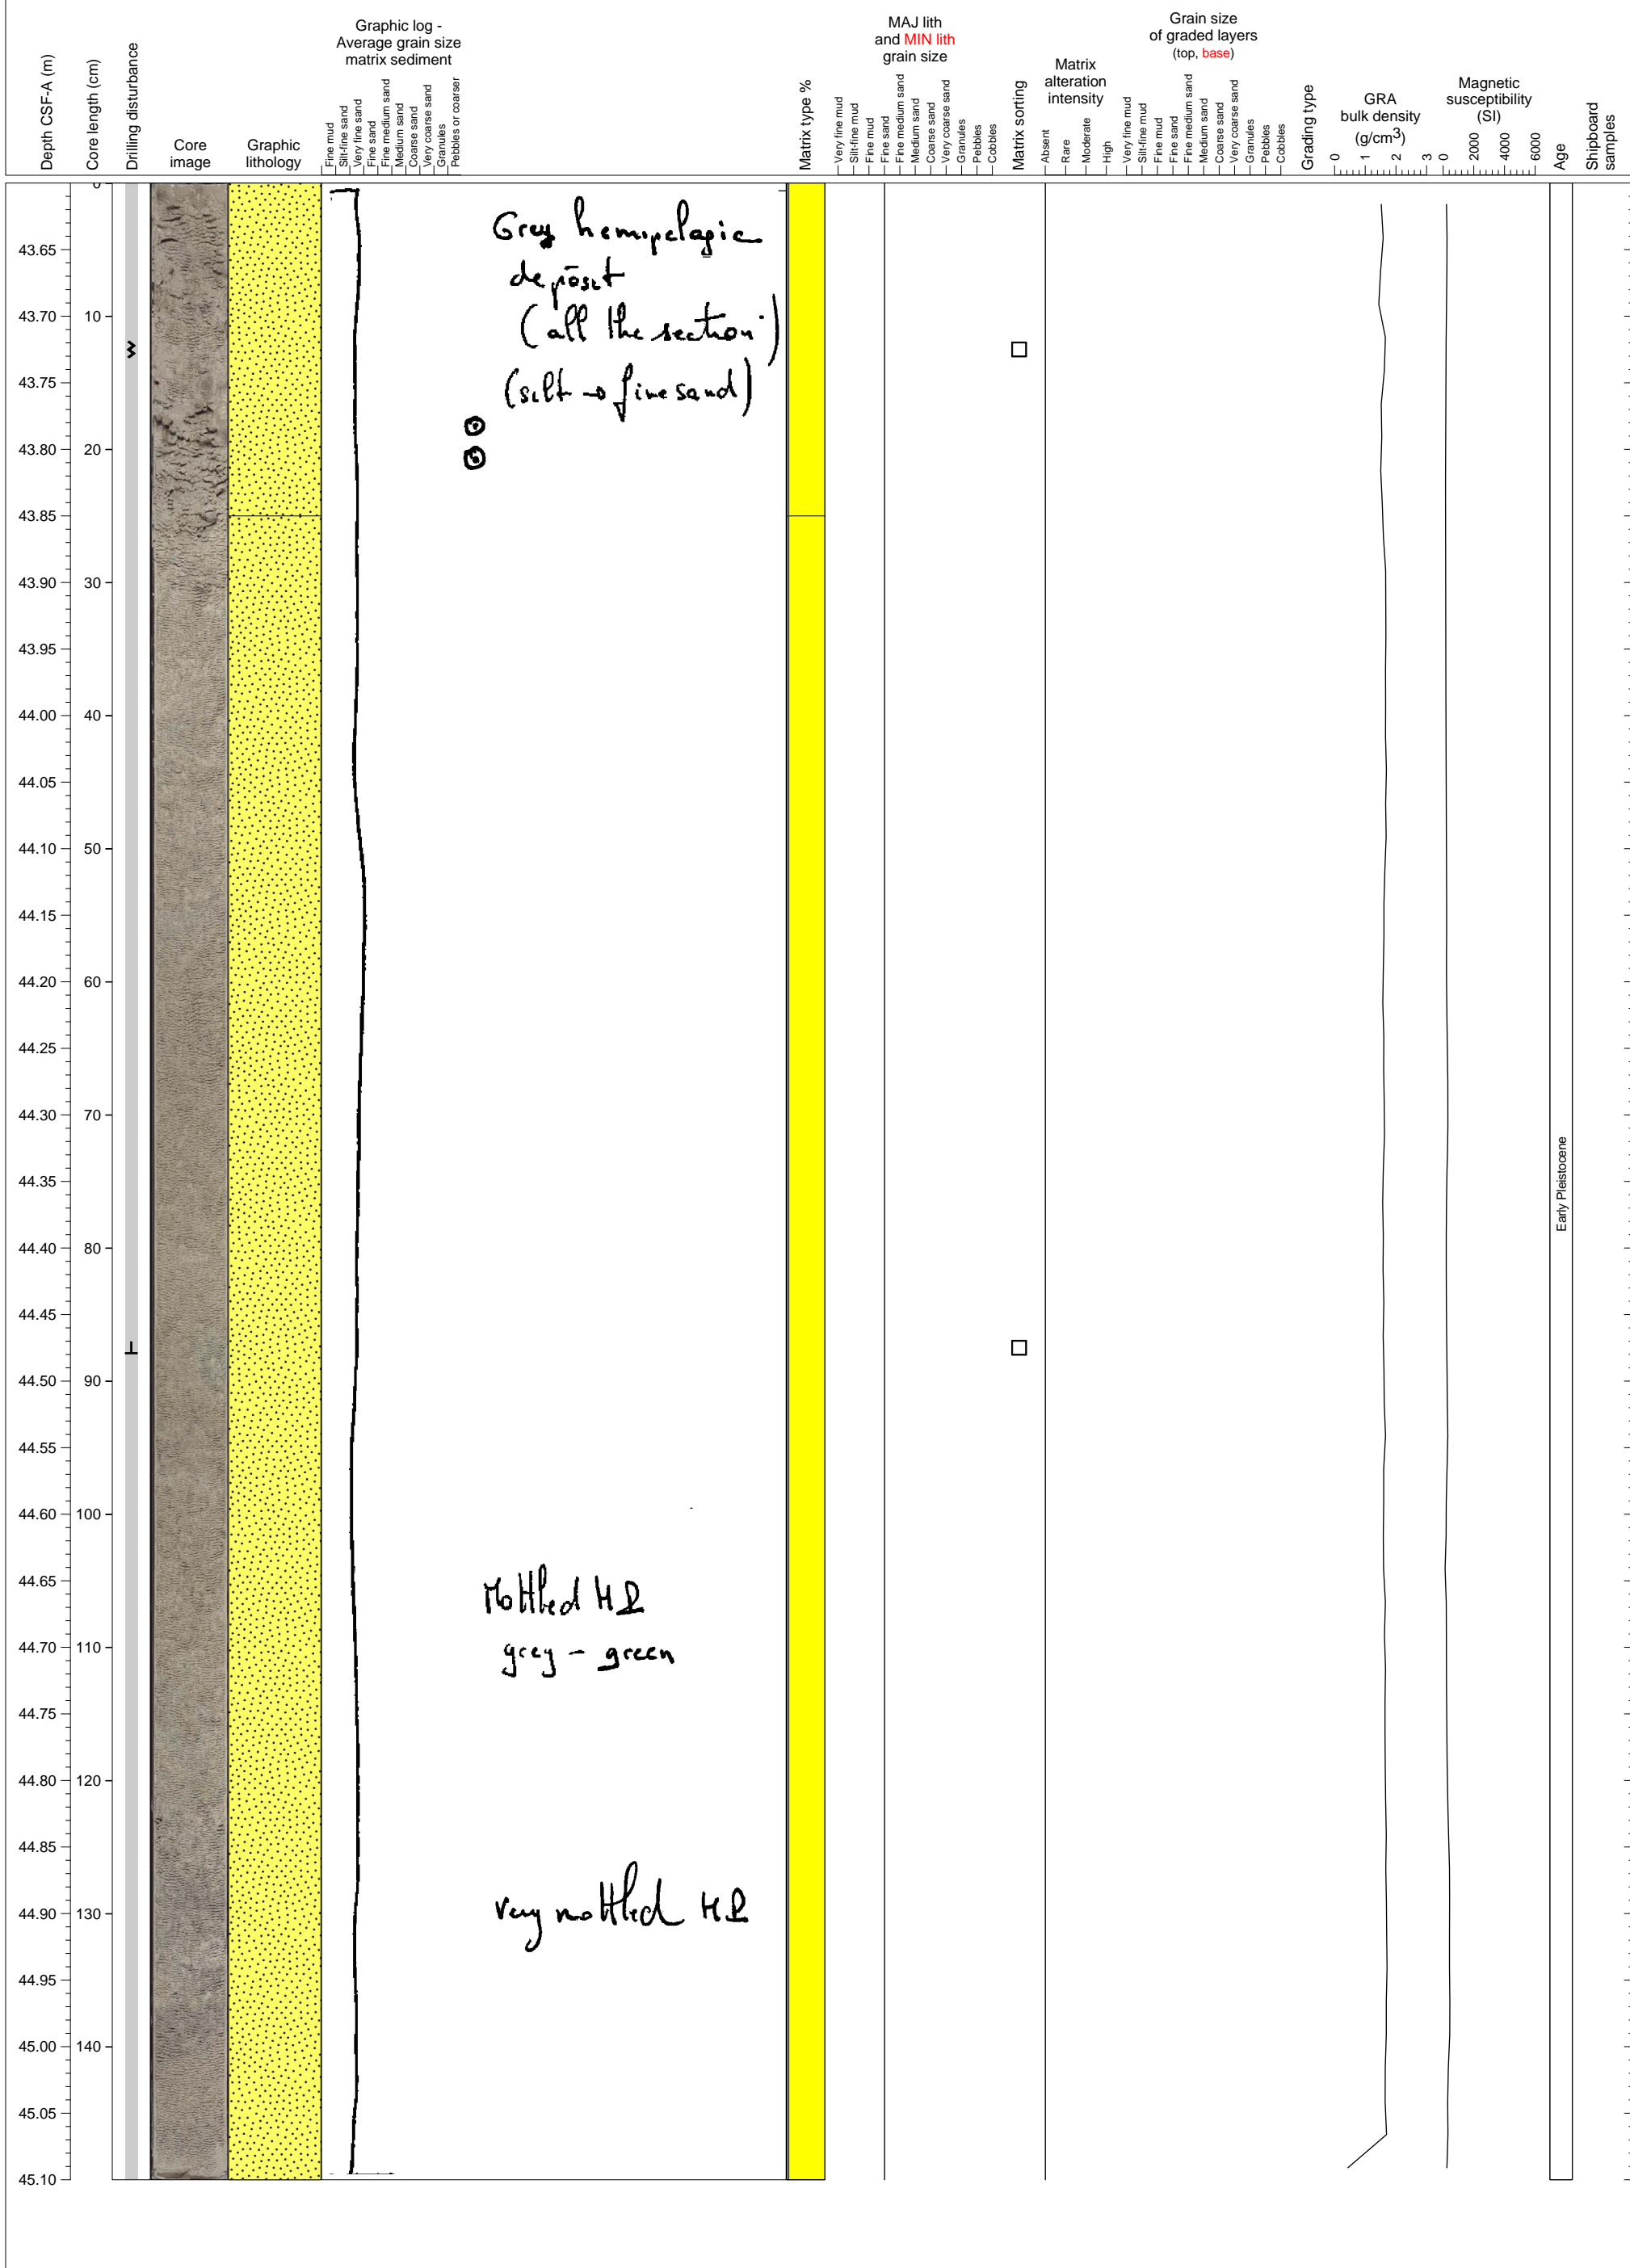 Depth CSF-A (m)
Core length (cm)
Drilling disturbance
Core
image
Graphic
lithology
Graphic log -
Average grain size
matrix sediment
Fine mud
Silt-fine sand
Very fine sand
Fine sand
Fine medium sand
Medium sand
Coarse sand
Very coarse sand
Granules
Pebbles or coarser
Matrix type %
MAJ lith
and MIN lith
grain size
Very fine mud
Silt-fine mud
Fine mud
Fine sand
Fine medium sand
Medium sand
Coarse sand
Very coarse sand
Granules
Pebbles
Cobbles
Matrix sorting
Matrix
alteration
intensity
Absent
Rare
Moderate
High
Grain size
of graded layers
(top, base)
Very fine mud
Silt-fine mud
Fine mud
Fine sand
Fine medium sand
Medium sand
Coarse sand
Very coarse sand
Granules
Pebbles
Cobbles
Grading type
GRA
bulk density
(g/cm3)
0 1 2 3
Magnetic
susceptibility
(SI)
0 2000 4000 6000
Age
Shipboard
samples
0
43.65
43.70 10
43.75
43.80 20
43.85
43.90 30
43.95
44.00 40
44.05
44.10 50
44.15
44.20 60
44.25
44.30 70
44.35
44.40 80
44.45
44.50 90
44.55
44.60 100
44.65
44.70 110
44.75
44.80 120
44.85
44.90 130
44.95
45.00 140
45.05
45.10
Grey hemipelagic
deposit
(all the section)
(silt → fine sand)
Mottled HP
grey - green
Very mottled HP
Early Pleistocene